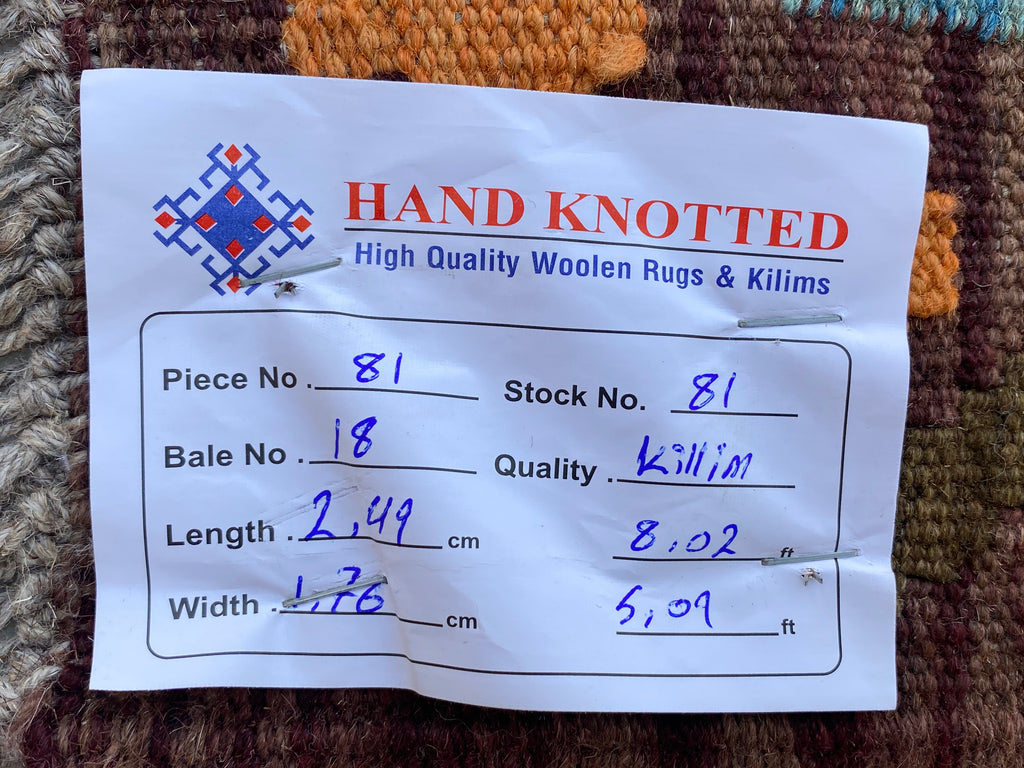 HAND KNOTTED
High Quality Woolen Rugs & Kilims
Piece No . 81 Stock No. 81
Bale No . 18 Quality . Killim
Length . 2,49 cm 8,02 ft
Width . 1,76 cm 5,09 ft